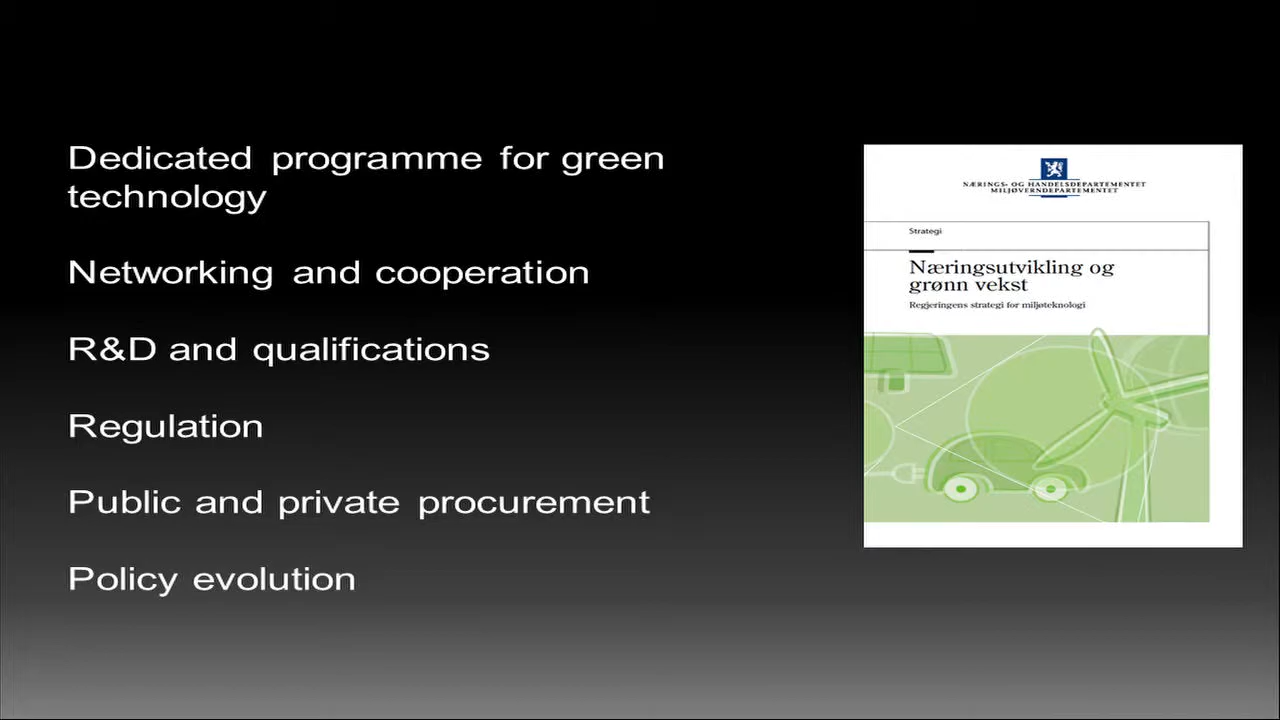 Dedicated programme for green
technology
Networking and cooperation
R&D and qualifications
Regulation
Public and private procurement
Policy evolution
NÆRINGS- OG HANDELSDEPARTEMENTET
MILJØVERNDEPARTEMENTET
Strategi
Næringsutvikling og
grønn vekst
Regjeringens strategi for miljøteknologi